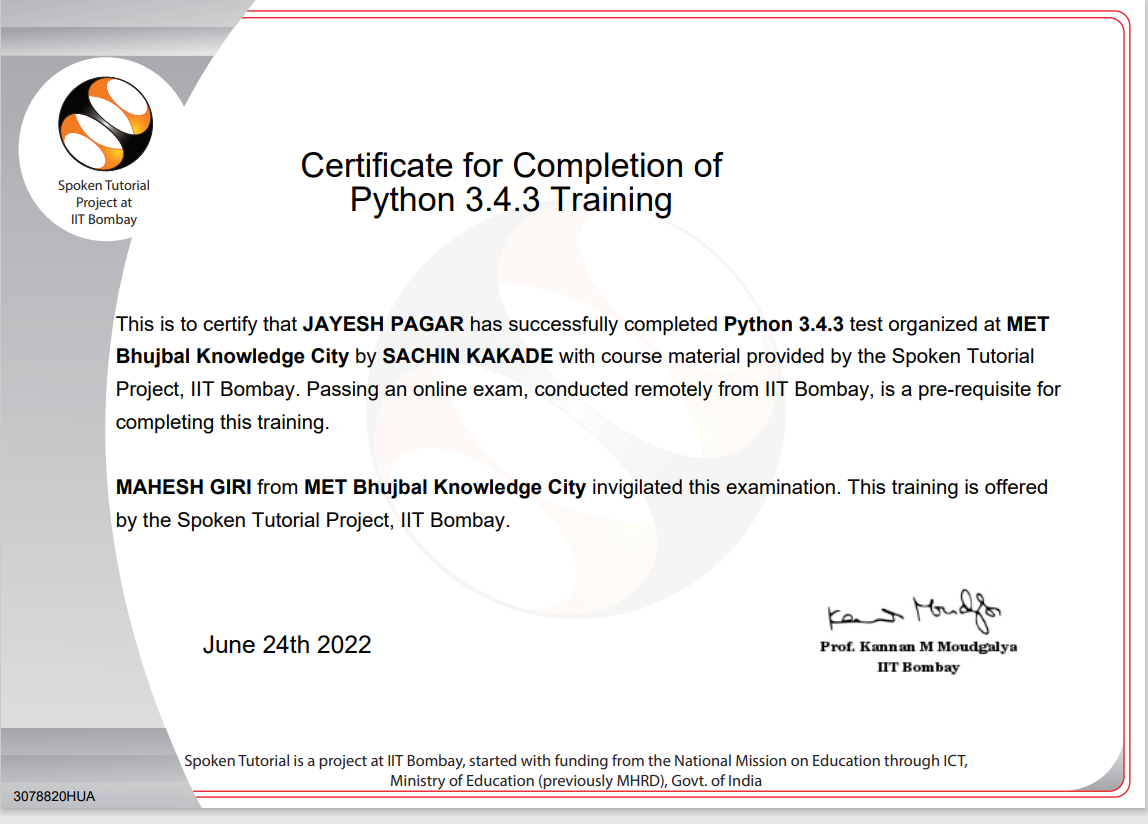 Spoken Tutorial
Project at
IIT Bombay
Certificate for Completion of
Python 3.4.3 Training
This is to certify that JAYESH PAGAR has successfully completed Python 3.4.3 test organized at MET
Bhujbal Knowledge City by SACHIN KAKADE with course material provided by the Spoken Tutorial
Project, IIT Bombay. Passing an online exam, conducted remotely from IIT Bombay, is a pre-requisite for
completing this training.
MAHESH GIRI from MET Bhujbal Knowledge City invigilated this examination. This training is offered
by the Spoken Tutorial Project, IIT Bombay.
June 24th 2022
Prof. Kannan M Moudgalya
IIT Bombay
Spoken Tutorial is a project at IIT Bombay, started with funding from the National Mission on Education through ICT,
Ministry of Education (previously MHRD), Govt. of India
3078820HUA